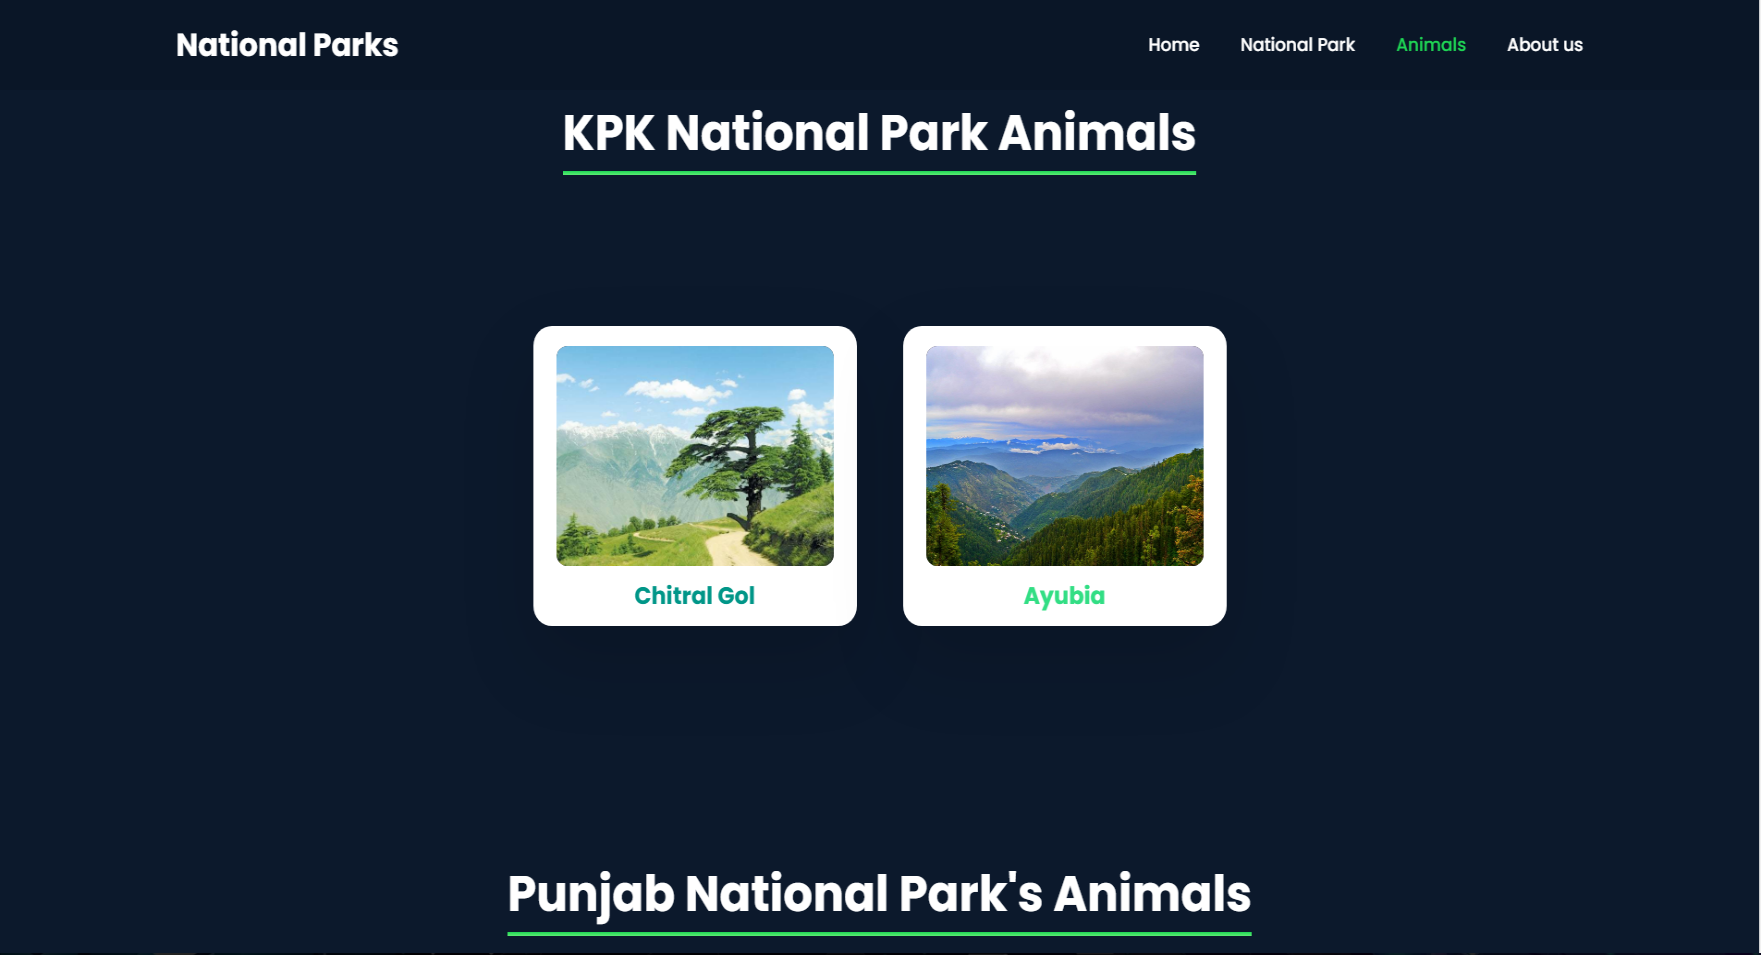 National Parks
Home National Park Animals About us
KPK National Park Animals
Chitral Gol
Ayubia
Punjab National Park's Animals